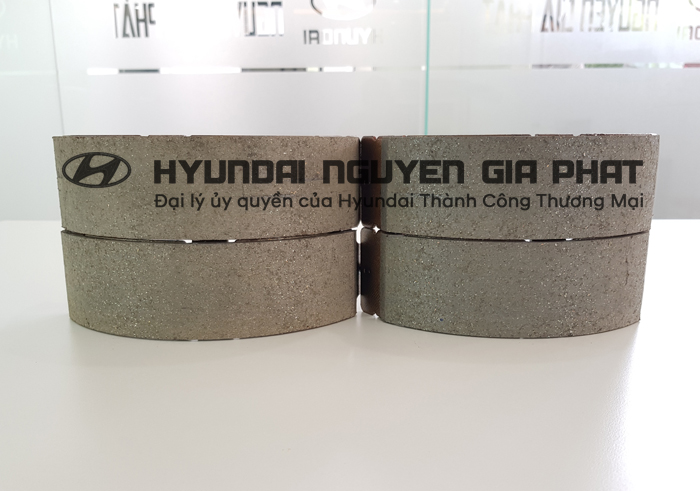 HYUNDAI NGUYEN GIA PHAT
Đại lý ủy quyền của Hyundai Thành Công Thương Mại